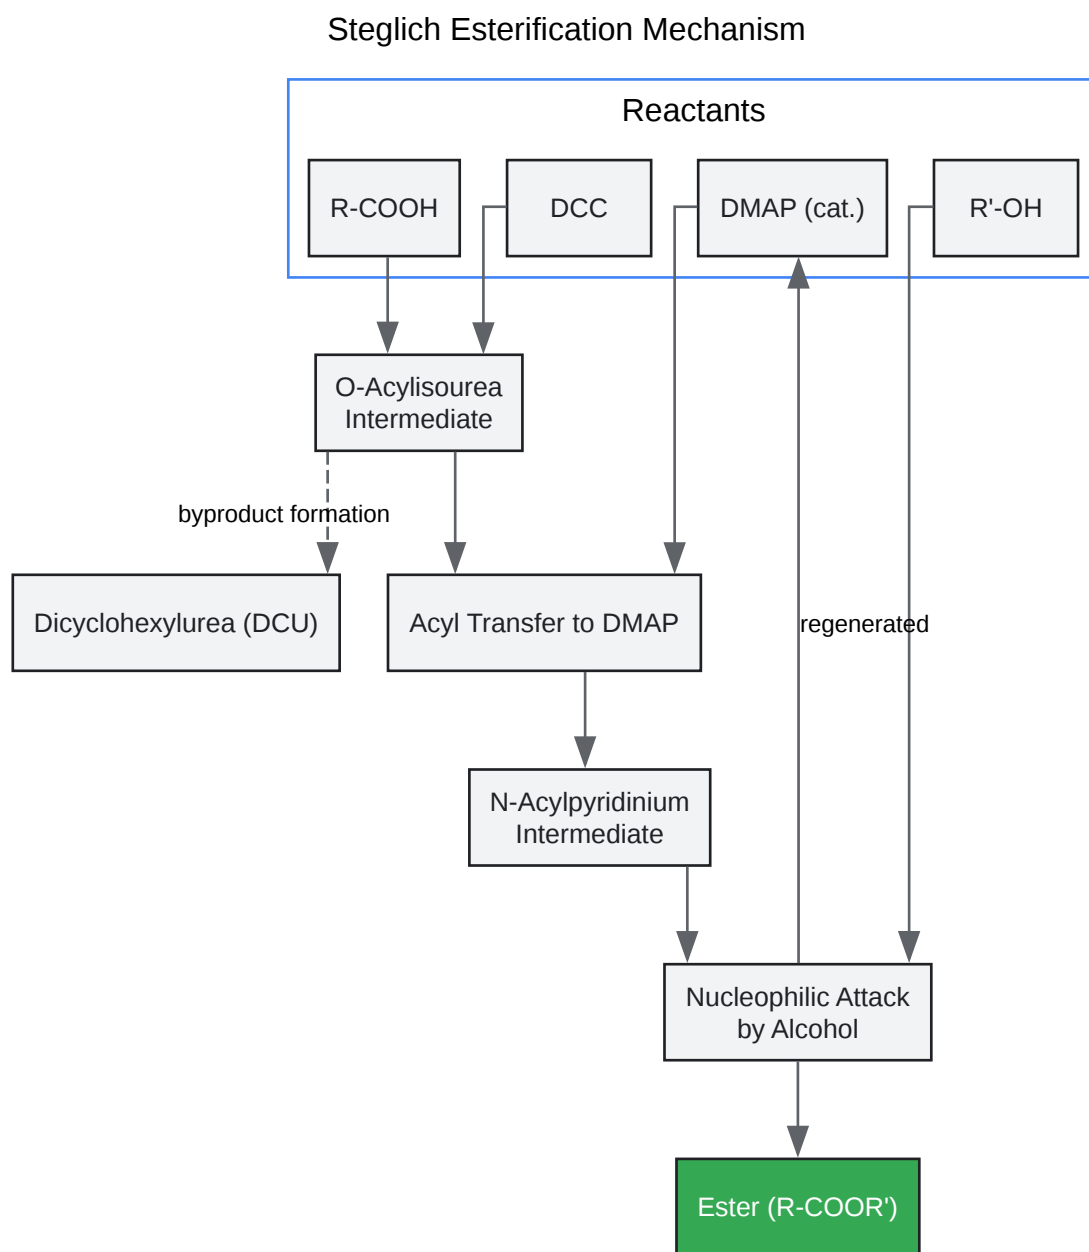 Steglich Esterification Mechanism
Reactants
R-COOH
DCC
DMAP (cat.)
R'-OH
O-Acylisourea
Intermediate
byproduct formation
Dicyclohexylurea (DCU)
Acyl Transfer to DMAP
regenerated
N-Acylpyridinium
Intermediate
Nucleophilic Attack
by Alcohol
Ester (R-COOR')